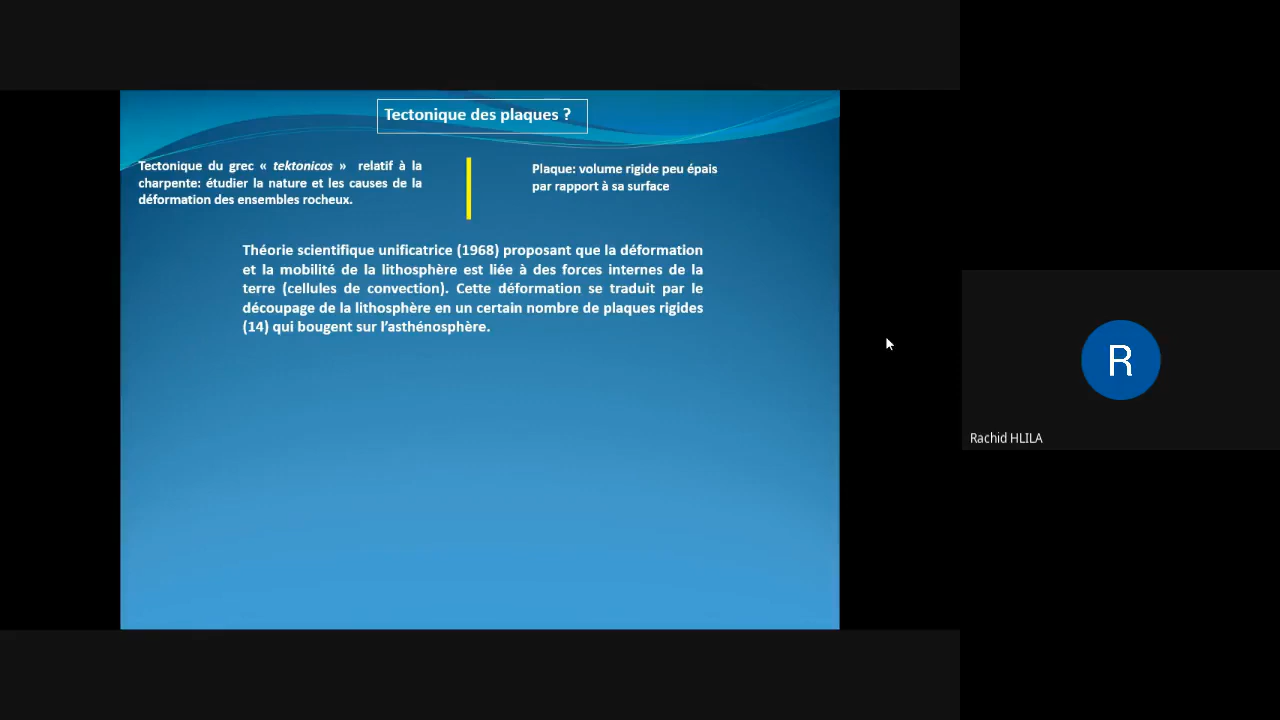 Tectonique des plaques ?
Tectonique du grec « tektonicos » relatif à la
charpente: étudier la nature et les causes de la
déformation des ensembles rocheux.
Plaque: volume rigide peu épais
par rapport à sa surface
Théorie scientifique unificatrice (1968) proposant que la déformation
et la mobilité de la lithosphère est liée à des forces internes de la
terre (cellules de convection). Cette déformation se traduit par le
découpage de la lithosphère en un certain nombre de plaques rigides
(14) qui bougent sur l’asthénosphère.
R
Rachid HLILA